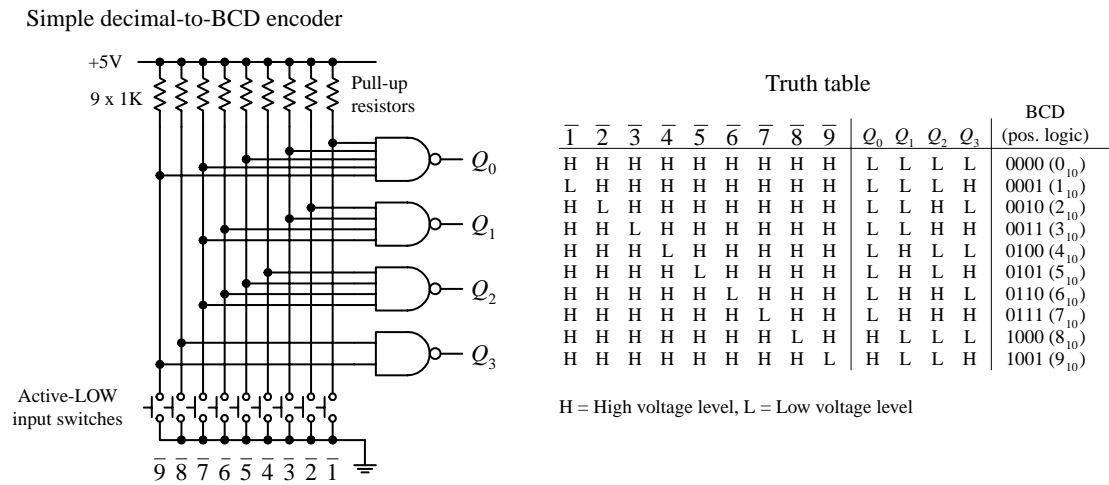 Simple decimal-to-BCD encoder
+5V
9 x 1K
Pull-up
resistors
Q₀
Q₁
Q₂
Q₃
Active-LOW
input switches
9̅ 8̅ 7̅ 6̅ 5̅ 4̅ 3̅ 2̅ 1̅
Truth table
BCD
1̅ 2̅ 3̅ 4̅ 5̅ 6̅ 7̅ 8̅ 9̅ Q₀ Q₁ Q₂ Q₃ (pos. logic)
H H H H H H H H H L L L L 0000 (0₁₀)
L H H H H H H H H L L L H 0001 (1₁₀)
H L H H H H H H H L L H L 0010 (2₁₀)
H H L H H H H H H L L H H 0011 (3₁₀)
H H H L H H H H H L H L L 0100 (4₁₀)
H H H H L H H H H L H L H 0101 (5₁₀)
H H H H H L H H H L H H L 0110 (6₁₀)
H H H H H H L H H L H H H 0111 (7₁₀)
H H H H H H H L H H L L L 1000 (8₁₀)
H H H H H H H H L H L L H 1001 (9₁₀)
H = High voltage level, L = Low voltage level